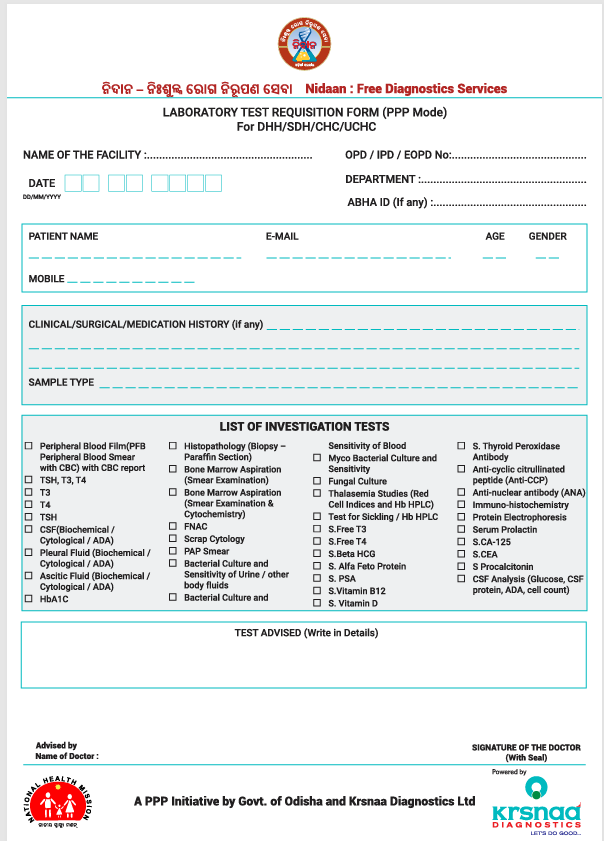 ନିଦାନ
ନିଦାନ – ନିଃଶୁଳ୍କ ରୋଗ ନିରୂପଣ ସେବା Nidaan : Free Diagnostics Services
LABORATORY TEST REQUISITION FORM (PPP Mode)
For DHH/SDH/CHC/UCHC
NAME OF THE FACILITY :.....................................................
OPD / IPD / EOPD No:...........................................
DATE
DD/MM/YYYY
DEPARTMENT :.....................................................
ABHA ID (If any) :.................................................
PATIENT NAME E-MAIL AGE GENDER
MOBILE
CLINICAL/SURGICAL/MEDICATION HISTORY (if any)
SAMPLE TYPE
LIST OF INVESTIGATION TESTS
Peripheral Blood Film(PFB
Peripheral Blood Smear
with CBC) with CBC report
TSH, T3, T4
T3
T4
TSH
CSF(Biochemical /
Cytological / ADA)
Pleural Fluid (Biochemical /
Cytological / ADA)
Ascitic Fluid (Biochemical /
Cytological / ADA)
HbA1C
Histopathology (Biopsy –
Paraffin Section)
Bone Marrow Aspiration
(Smear Examination)
Bone Marrow Aspiration
(Smear Examination &
Cytochemistry)
FNAC
Scrap Cytology
PAP Smear
Bacterial Culture and
Sensitivity of Urine / other
body fluids
Bacterial Culture and
Sensitivity of Blood
Myco Bacterial Culture and
Sensitivity
Fungal Culture
Thalasemia Studies (Red
Cell Indices and Hb HPLC)
Test for Sickling / Hb HPLC
S.Free T3
S.Free T4
S.Beta HCG
S. Alfa Feto Protein
S. PSA
S.Vitamin B12
S. Vitamin D
S. Thyroid Peroxidase
Antibody
Anti-cyclic citrullinated
peptide (Anti-CCP)
Anti-nuclear antibody (ANA)
Immuno-histochemistry
Protein Electrophoresis
Serum Prolactin
S.CA-125
S.CEA
S Procalcitonin
CSF Analysis (Glucose, CSF
protein, ADA, cell count)
TEST ADVISED (Write in Details)
Advised by
Name of Doctor :
SIGNATURE OF THE DOCTOR
(With Seal)
NATIONAL HEALTH MISSION
A PPP Initiative by Govt. of Odisha and Krsnaa Diagnostics Ltd
Powered by
krsnaa
DIAGNOSTICS
LET'S DO GOOD...